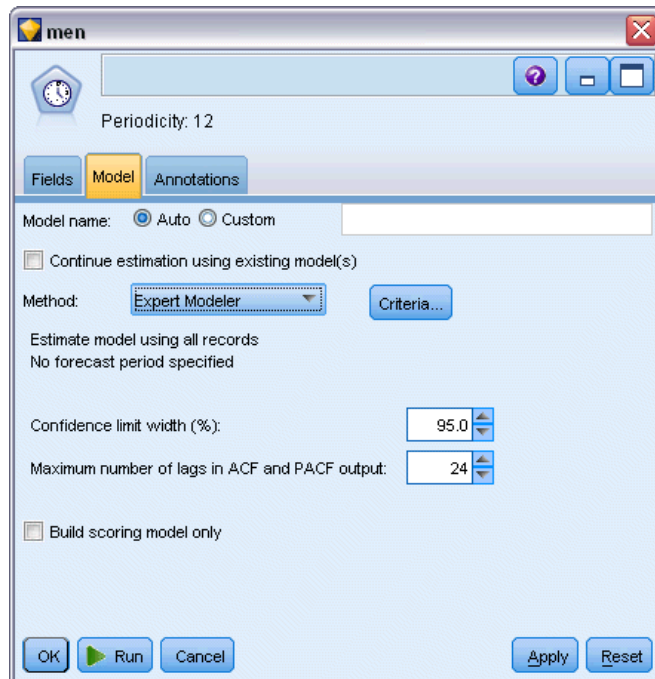 men
Periodicity: 12
Fields Model Annotations
Model name: Auto Custom
Continue estimation using existing model(s)
Method: Expert Modeler Criteria...
Estimate model using all records
No forecast period specified
Confidence limit width (%): 95.0
Maximum number of lags in ACF and PACF output: 24
Build scoring model only
OK Run Cancel Apply Reset